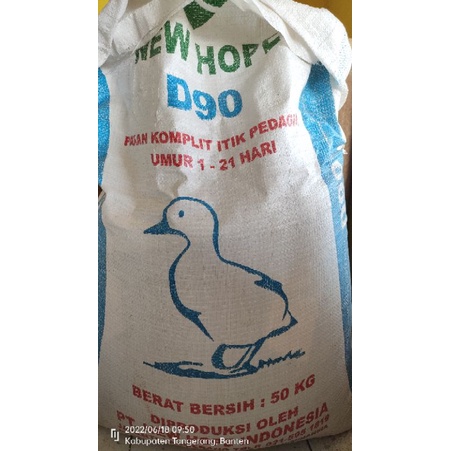 NEW HOPE
D90
PAKAN KOMPLIT ITIK PEDAGING
UMUR 1 - 21 HARI
BERAT BERSIH : 50 KG
DIPRODUKSI OLEH
PT. INDONESIA
2022/06/18 09:50
Kabupaten Tangerang, Banten